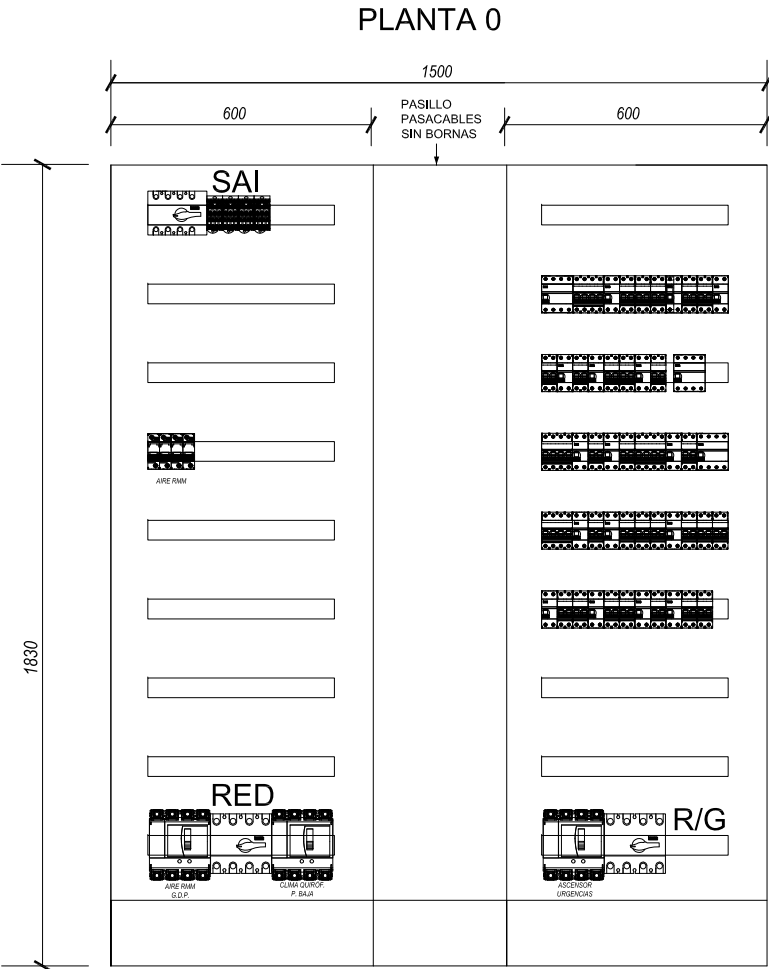 PLANTA 0
1500
600
PASILLO
PASACABLES
SIN BORNAS
600
SAI
AIRE RMM
1830
RED
R/G
AIRE RMM
G.D.P.
CLIMA QUIROF.
P. BAJA
ASCENSOR
URGENCIAS